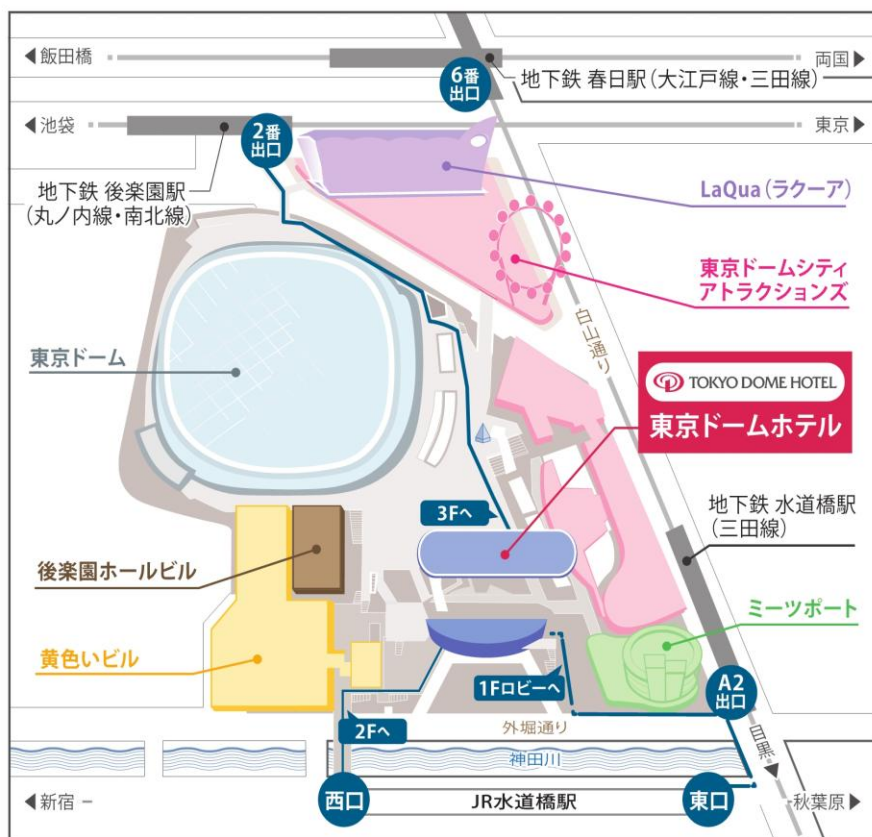 ◀飯田橋
両国▶
6番
出口
地下鉄 春日駅(大江戸線・三田線)
◀池袋
2番
出口
東京▶
地下鉄 後楽園駅
(丸ノ内線・南北線)
LaQua(ラクーア)
東京ドームシティ
アトラクションズ
白山通り
東京ドーム
TOKYO DOME HOTEL
東京ドームホテル
3Fへ
地下鉄 水道橋駅
(三田線)
後楽園ホールビル
ミーツポート
黄色いビル
1Fロビーへ
A2
出口
2Fへ
外堀通り
神田川
目黒▶
◀新宿
西口
JR水道橋駅
東口
秋葉原▶